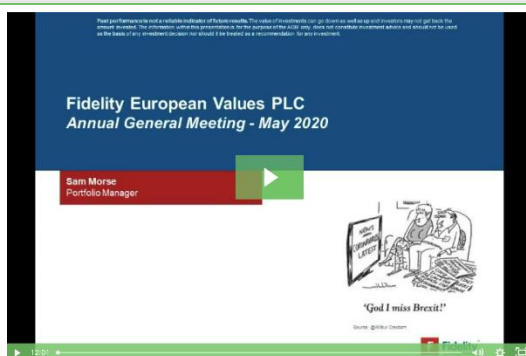 Past performance is not a reliable indicator of future results. The value of investments can go down as well as up and investors may not get back the
amount invested. The information within this presentation is for the purpose of the AGM only, does not constitute investment advice and should not be used
as the basis of any investment decision nor should it be treated as a recommendation for any investment.
Fidelity European Values PLC
Annual General Meeting - May 2020
Sam Morse
Portfolio Manager
CORONAVIRUS
LATEST
'God I miss Brexit!'
Source:
Fidelity
12:01